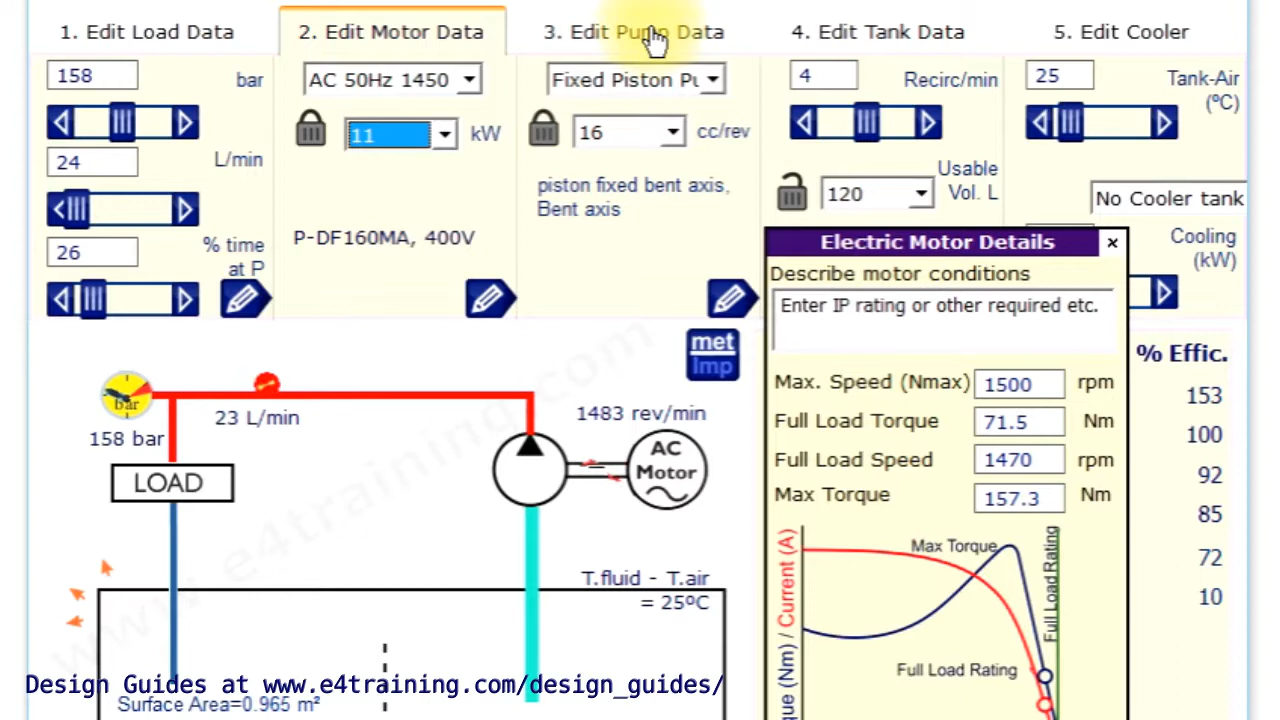 1. Edit Load Data
2. Edit Motor Data
3. Edit Pump Data
4. Edit Tank Data
5. Edit Cooler
158
bar
24
L/min
26
% time
at P
AC 50Hz 1450
11
kW
P-DF160MA, 400V
Fixed Piston Pu
16
cc/rev
piston fixed bent axis,
Bent axis
4
Recirc/min
120
Usable
Vol. L
25
Tank-Air
(ºC)
No Cooler tank
Cooling
(kW)
Electric Motor Details
×
Describe motor conditions
Enter IP rating or other required etc.
Max. Speed (Nmax) 1500 rpm
Full Load Torque 71.5 Nm
Full Load Speed 1470 rpm
Max Torque 157.3 Nm
Max Torque
Full Load Rating
Full Load Rating
que (Nm) / Current (A)
% Effic.
153
100
92
85
72
10
met
Imp
bar
158 bar
23 L/min
1483 rev/min
AC
Motor
LOAD
T.fluid - T.air
= 25ºC
www.e4training.com
Design Guides at www.e4training.com/design_guides/
Surface Area=0.965 m²